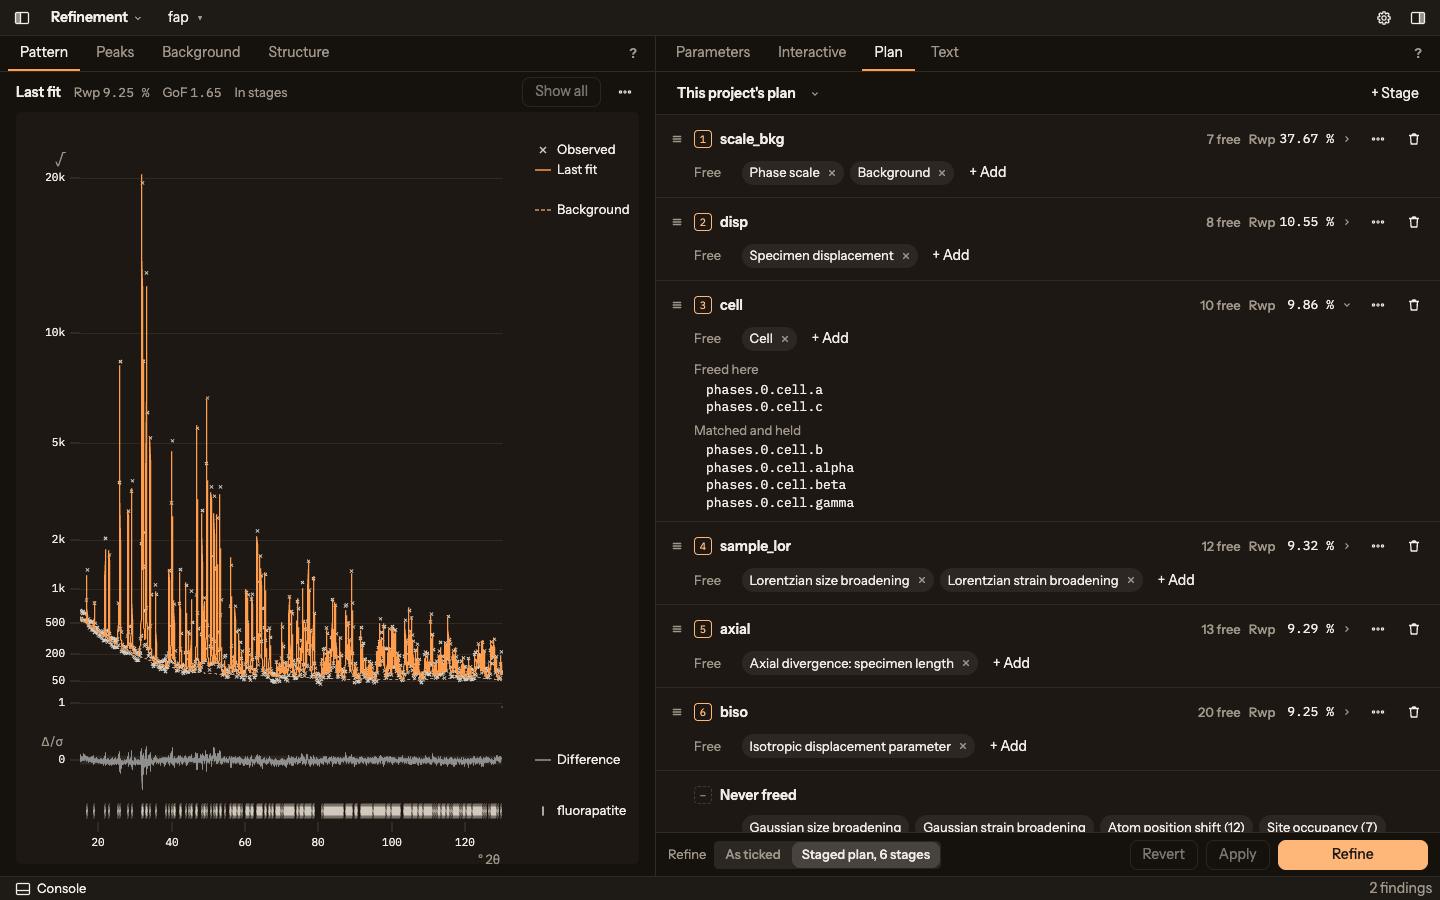 Refinement fap
Pattern Peaks Background Structure ?
Last fit Rwp 9.25 % GoF 1.65 In stages Show all
√
20k
10k
5k
2k
1k
500
200
50
1
Δ/σ
0
20 40 60 80 100 120
°2θ
Observed
Last fit
Background
Difference
fluorapatite
Parameters Interactive Plan Text ?
This project's plan + Stage
1 scale_bkg 7 free Rwp 37.67 %
Free Phase scale × Background × + Add
2 disp 8 free Rwp 10.55 %
Free Specimen displacement × + Add
3 cell 10 free Rwp 9.86 %
Free Cell × + Add
Freed here
phases.0.cell.a
phases.0.cell.c
Matched and held
phases.0.cell.b
phases.0.cell.alpha
phases.0.cell.beta
phases.0.cell.gamma
4 sample_lor 12 free Rwp 9.32 %
Free Lorentzian size broadening × Lorentzian strain broadening × + Add
5 axial 13 free Rwp 9.29 %
Free Axial divergence: specimen length × + Add
6 biso 20 free Rwp 9.25 %
Free Isotropic displacement parameter × + Add
– Never freed
Gaussian size broadening Gaussian strain broadening Atom position shift (12) Site occupancy (7)
Refine As ticked Staged plan, 6 stages Revert Apply Refine
Console 2 findings